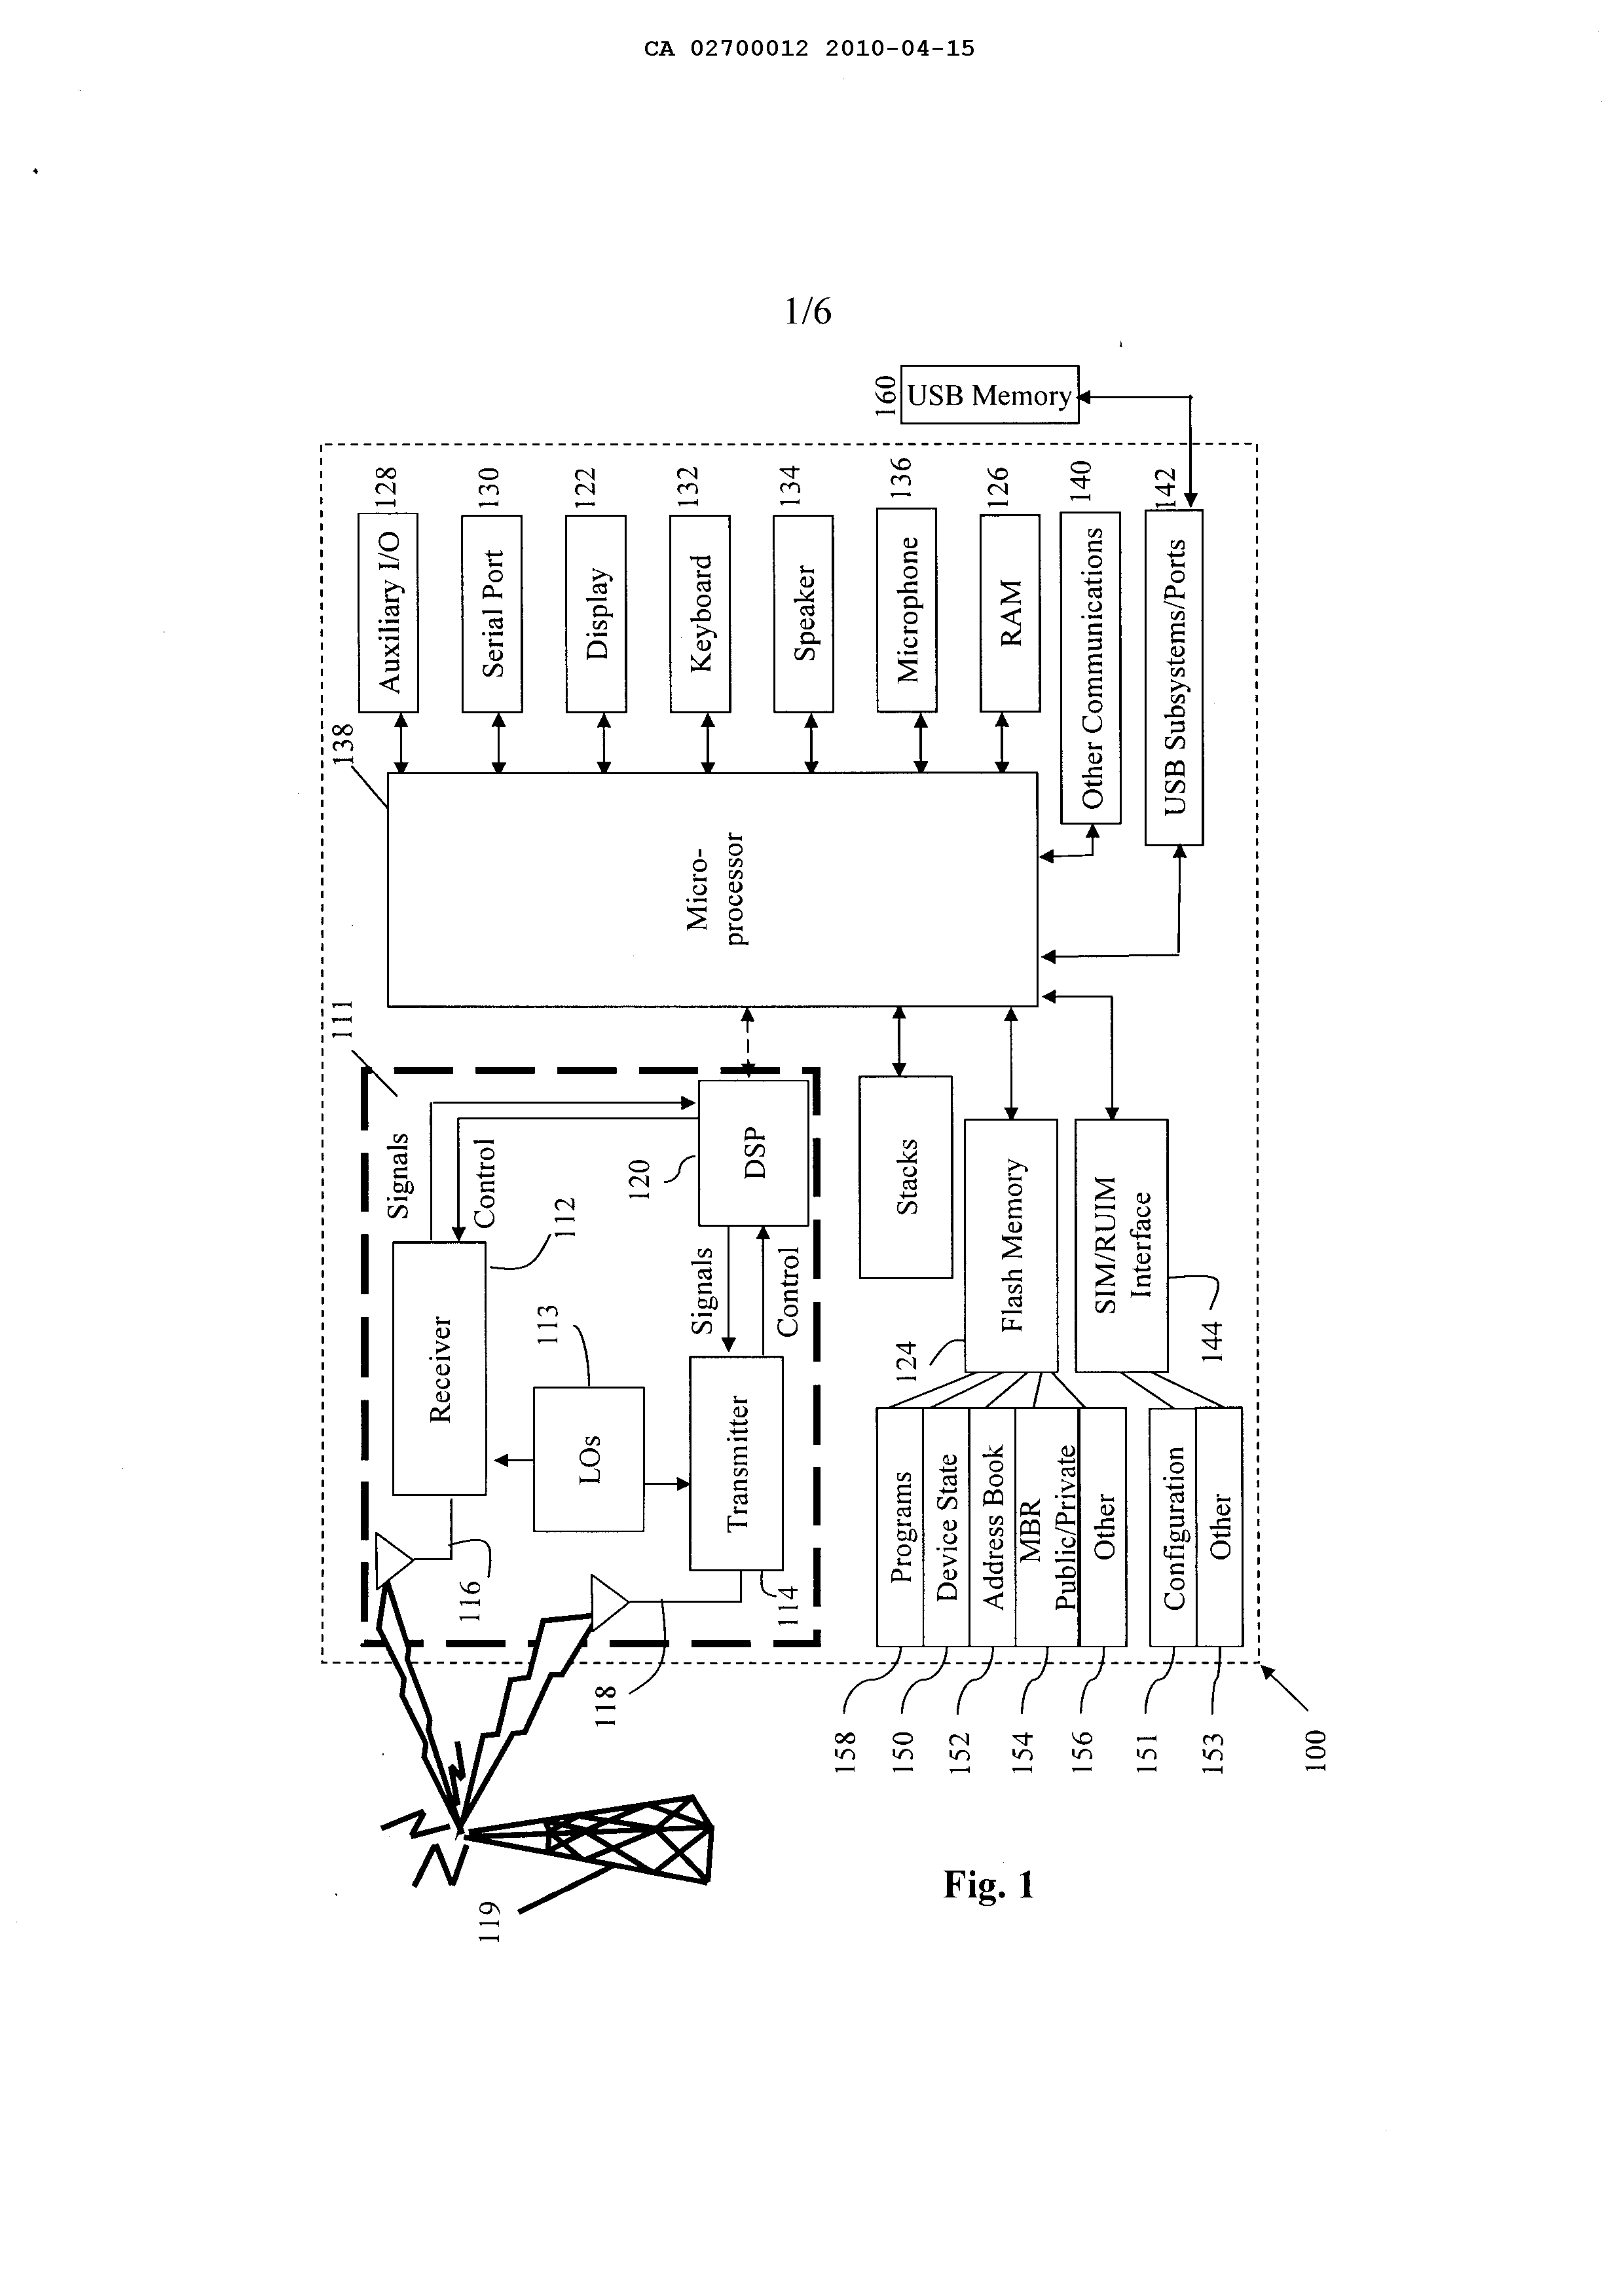 CA 02700012 2010-04-15
1/6
160
USB Memory
128
Auxiliary I/O
130
Serial Port
122
Display
132
Keyboard
134
Speaker
136
Microphone
126
RAM
140
Other Communications
142
USB Subsystems/Ports
138
Micro-
processor
111
Signals
Control
120
DSP
112
Receiver
113
LOs
Signals
Control
Transmitter
114
116
118
119
Stacks
124
Flash Memory
SIM/RUIM
Interface
144
Programs
Device State
Address Book
MBR
Public/Private
Other
Configuration
Other
158
150
152
154
156
151
153
100
Fig. 1